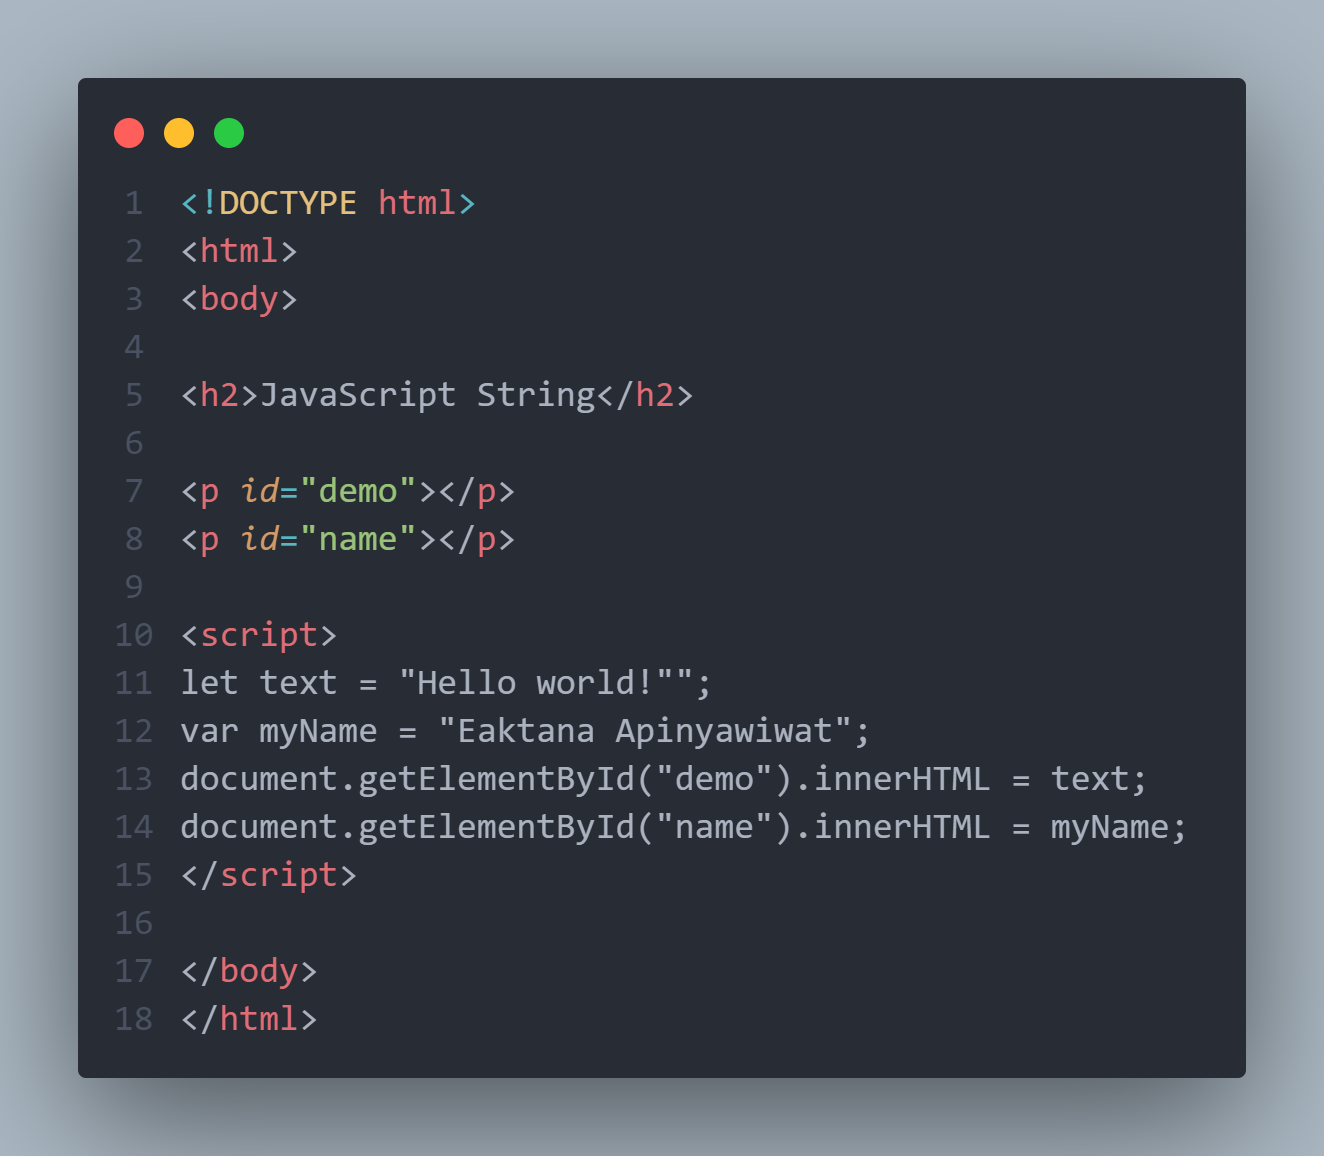 1 <!DOCTYPE html>
2 <html>
3 <body>
4
5 <h2>JavaScript String</h2>
6
7 <p id="demo"></p>
8 <p id="name"></p>
9
10 <script>
11 let text = "Hello world!"";
12 var myName = "Eaktana Apinyawiwat";
13 document.getElementById("demo").innerHTML = text;
14 document.getElementById("name").innerHTML = myName;
15 </script>
16
17 </body>
18 </html>